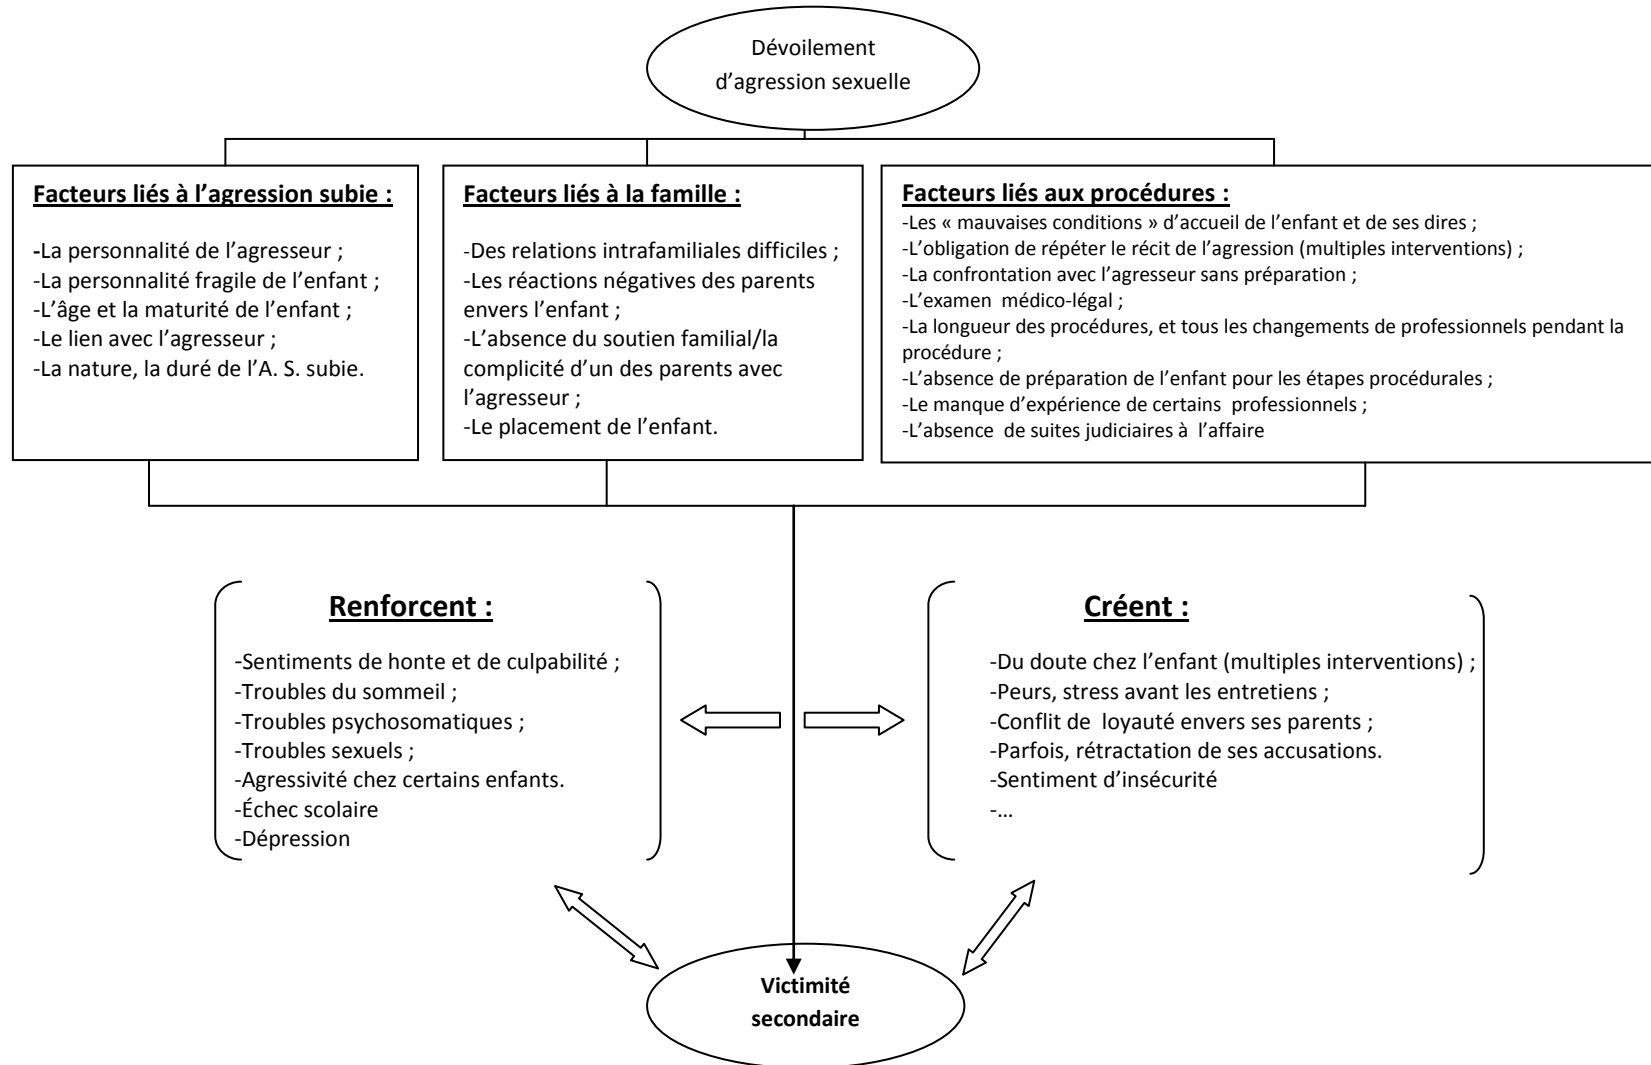 Dévoilement
d’agression sexuelle
Facteurs liés à l’agression subie :
-La personnalité de l’agresseur ;
-La personnalité fragile de l’enfant ;
-L’âge et la maturité de l’enfant ;
-Le lien avec l’agresseur ;
-La nature, la duré de l’A. S. subie.
Facteurs liés à la famille :
-Des relations intrafamiliales difficiles ;
-Les réactions négatives des parents
envers l’enfant ;
-L’absence du soutien familial/la
complicité d’un des parents avec
l’agresseur ;
-Le placement de l’enfant.
Facteurs liés aux procédures :
-Les « mauvaises conditions » d’accueil de l’enfant et de ses dires ;
-L’obligation de répéter le récit de l’agression (multiples interventions) ;
-La confrontation avec l’agresseur sans préparation ;
-L’examen médico-légal ;
-La longueur des procédures, et tous les changements de professionnels pendant la
procédure ;
-L’absence de préparation de l’enfant pour les étapes procédurales ;
-Le manque d’expérience de certains professionnels ;
-L’absence de suites judiciaires à l’affaire
Renforcent :
-Sentiments de honte et de culpabilité ;
-Troubles du sommeil ;
-Troubles psychosomatiques ;
-Troubles sexuels ;
-Agressivité chez certains enfants.
-Échec scolaire
-Dépression
Créent :
-Du doute chez l’enfant (multiples interventions) ;
-Peurs, stress avant les entretiens ;
-Conflit de loyauté envers ses parents ;
-Parfois, rétractation de ses accusations.
-Sentiment d’insécurité
-…
Victimité
secondaire